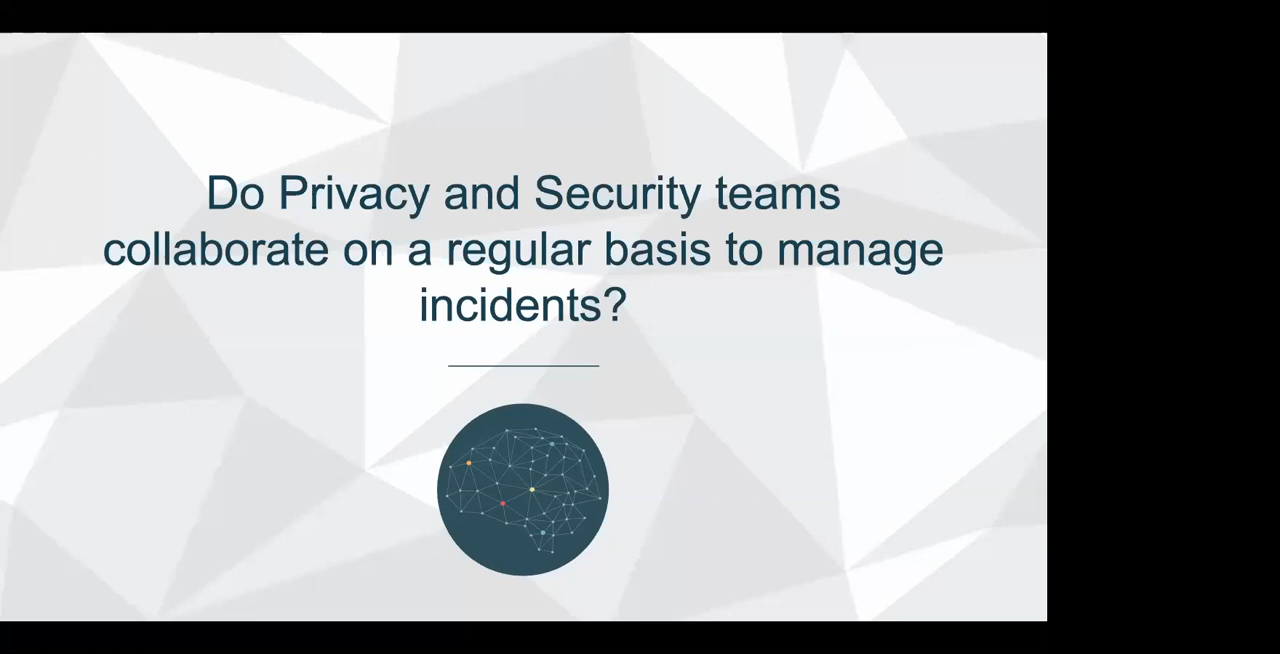 Do Privacy and Security teams
collaborate on a regular basis to manage
incidents?